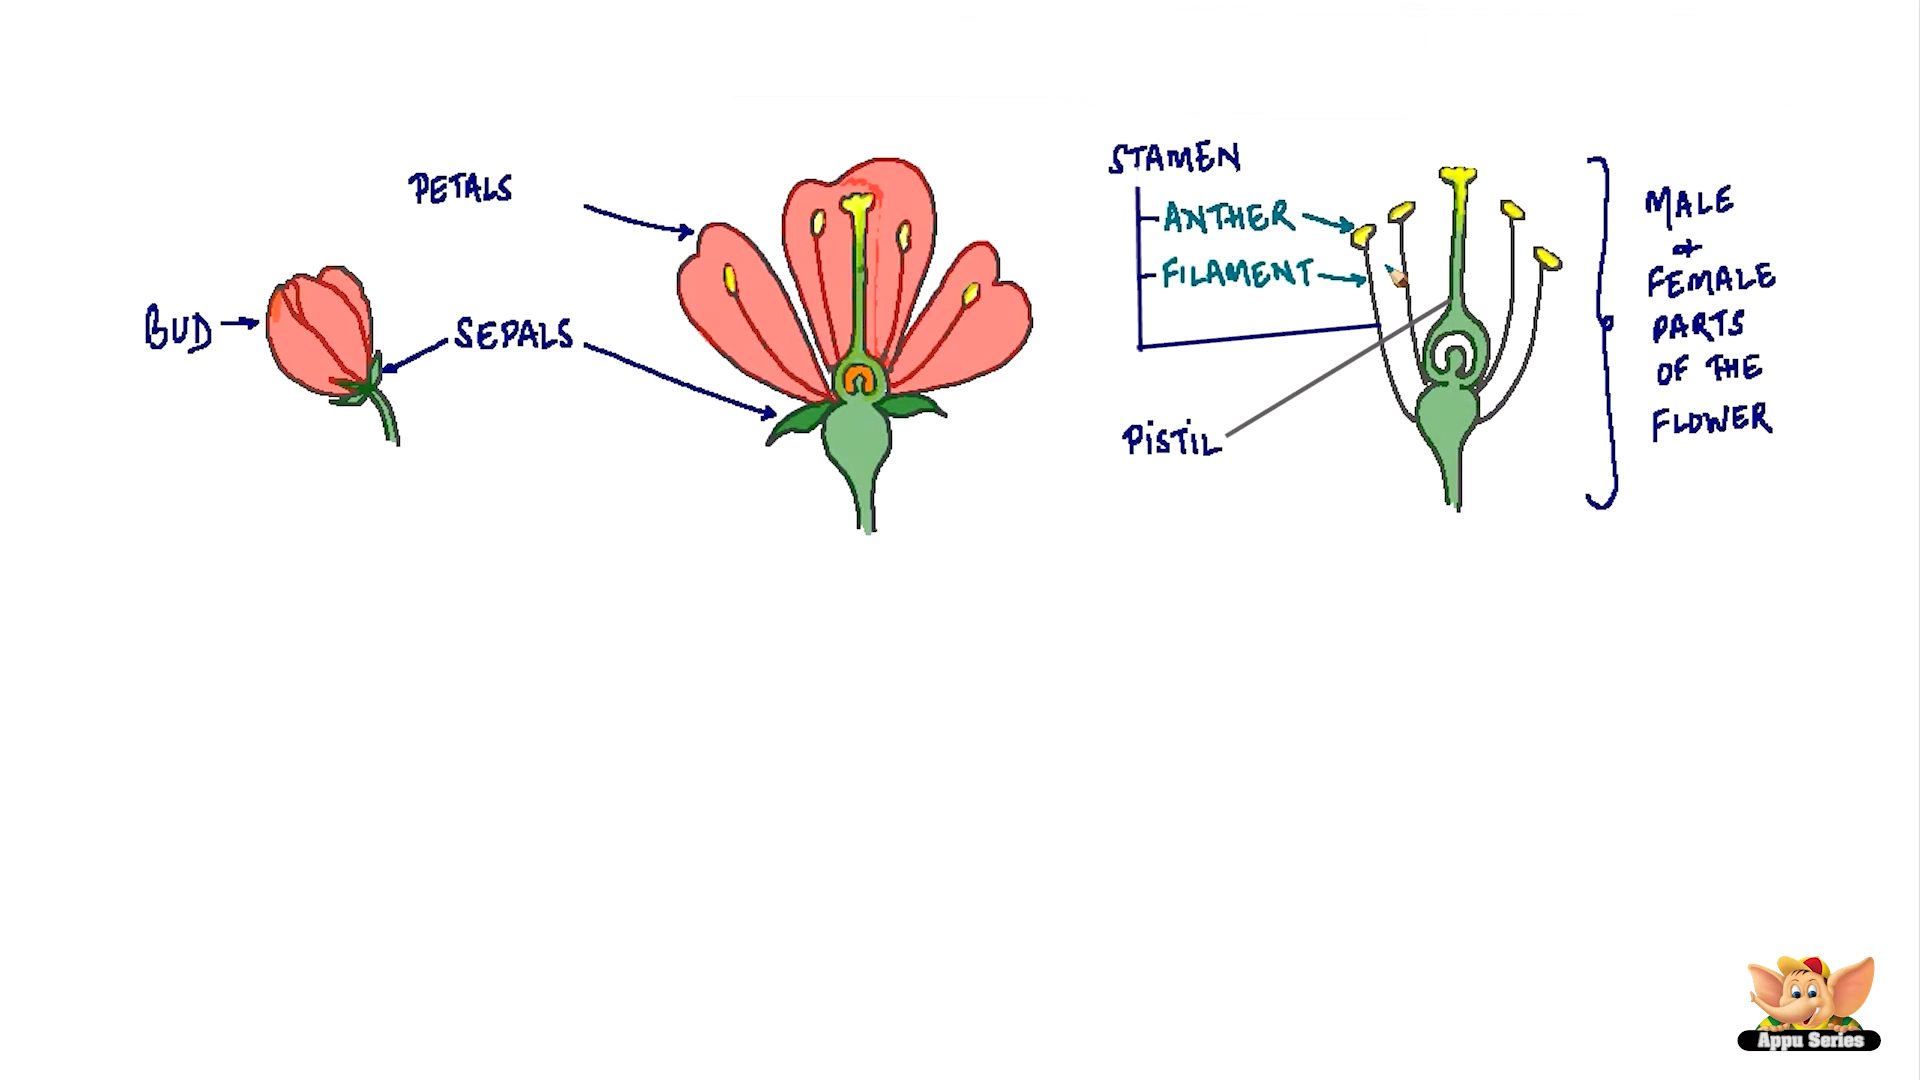 PETALS
BUD
SEPALS
STAMEN
ANTHER
FILAMENT
PiSTiL
MALE
&
FEMALE
PARTS
OF THE
FLOWER
Appu Series